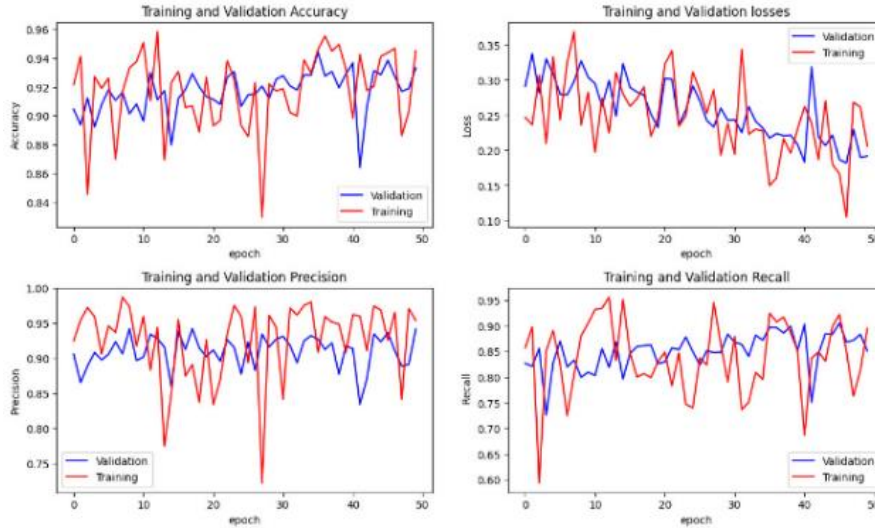 Training and Validation Accuracy
0.96
0.94
0.92
0.90
0.88
0.86
0.84
Accuracy
Validation
Training
0 10 20 30 40 50
epoch
Training and Validation losses
0.35
0.30
0.25
0.20
0.15
0.10
Loss
Validation
Training
0 10 20 30 40 50
epoch
Training and Validation Precision
1.00
0.95
0.90
0.85
0.80
0.75
Precision
Validation
Training
0 10 20 30 40 50
epoch
Training and Validation Recall
0.95
0.90
0.85
0.80
0.75
0.70
0.65
0.60
Recall
Validation
Training
0 10 20 30 40 50
epoch